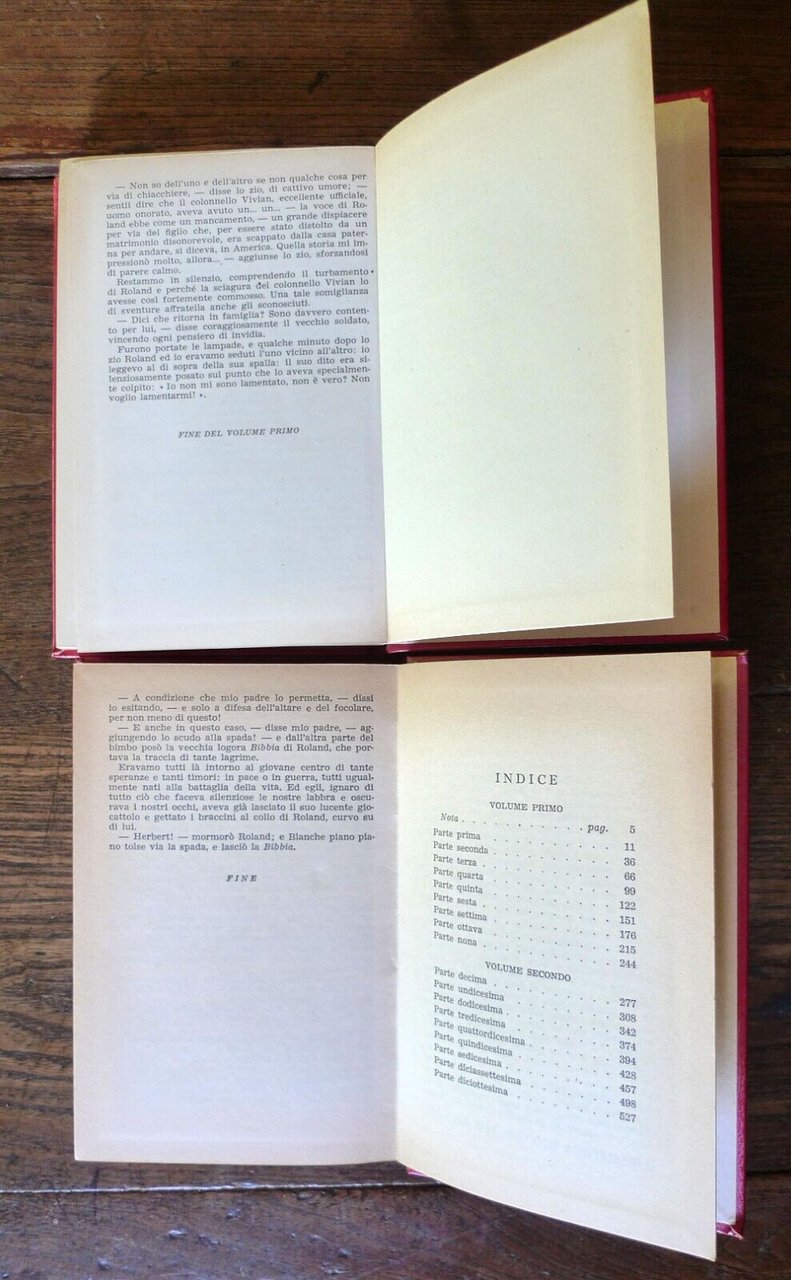 — Non so dell'uno e dell'altro se non qualche cosa per
via di chiacchiere, — disse lo zio, di cattivo umore; —
sentii dire che il colonnello Vivian, eccellente ufficiale,
uomo onorato, aveva avuto un... un... — la voce di Ro-
land ebbe come un mancamento, — un grande dispiacere
per via del figlio che, per essere stato distolto da un
matrimonio disonorevole, era scappato dalla casa pater-
na per andare, si diceva, in America. Quella storia mi im-
pressionò molto, allora... — aggiunse lo zio, sforzandosi
di parere calmo.
Restammo in silenzio, comprendendo il turbamento
di Roland e perché la sciagura del colonnello Vivian lo
avesse così fortemente commosso. Una tale somiglianza
di sventure affratella anche gli sconosciuti.
— Dici che ritorna in famiglia? Sono davvero conten-
to per lui, — disse coraggiosamente il vecchio soldato,
vincendo ogni pensiero di invidia.
Furono portate le lampade, e qualche minuto dopo lo
zio Roland ed io eravamo seduti l'uno vicino all'altro: io
leggevo al di sopra della sua spalla: il suo dito era si-
lenziosamente posato sul punto che lo aveva specialmen-
te colpito: « Io non mi sono lamentato, non è vero? Non
voglio lamentarmi! ».
FINE DEL VOLUME PRIMO
— A condizione che mio padre lo permetta, — dissi
io esitando, — e solo a difesa dell'altare e del focolare,
per non meno di questo!
— E anche in questo caso, — disse mio padre, — ag-
giungendo lo scudo alla spada! — e dall'altra parte del
bimbo posò la vecchia logora Bibbia di Roland, che por-
tava la traccia di tante lagrime.
Eravamo tutti là intorno al giovane centro di tante
speranze e tanti timori: in pace o in guerra, tutti ugual-
mente nati alla battaglia della vita. Ed egli, ignaro di
tutto ciò che faceva silenziose le nostre labbra e oscu-
rava i nostri occhi, aveva già lasciato il suo lucente gio-
cattolo e gettato i braccini al collo di Roland, curvo su
di lui.
— Herbert! — mormorò Roland; e Blanche piano pia-
no tolse via la spada, e lasciò la Bibbia.
FINE
INDICE
VOLUME PRIMO
Nota . . . . . . . . . . . pag. 5
Parte prima . . . . . . . . . . 11
Parte seconda . . . . . . . . . 36
Parte terza . . . . . . . . . . 66
Parte quarta . . . . . . . . . . 99
Parte quinta . . . . . . . . . . 122
Parte sesta . . . . . . . . . . 151
Parte settima . . . . . . . . . 176
Parte ottava . . . . . . . . . . 215
Parte nona . . . . . . . . . . 244
VOLUME SECONDO
Parte decima . . . . . . . . . . 277
Parte undicesima . . . . . . . . 308
Parte dodicesima . . . . . . . . 342
Parte tredicesima . . . . . . . . 374
Parte quattordicesima . . . . . . 394
Parte quindicesima . . . . . . . 428
Parte sedicesima . . . . . . . . 457
Parte diciassettesima . . . . . . 498
Parte diciottesima . . . . . . . 527